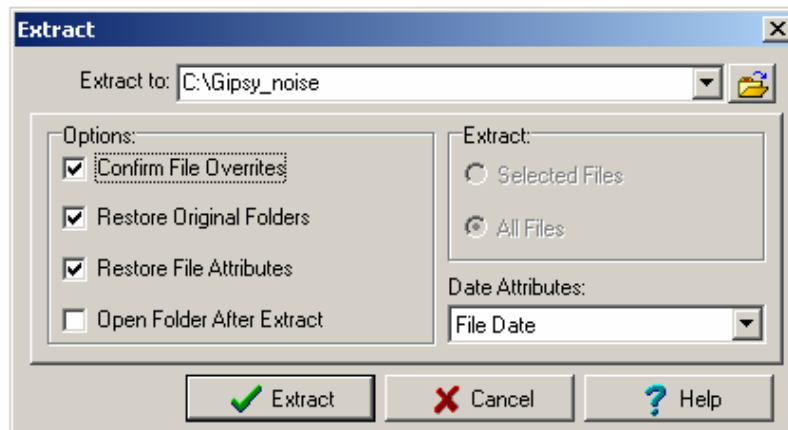 Extract
Extract to: C:\Gipsy_noise
Options:
Confirm File Overrites
Restore Original Folders
Restore File Attributes
Open Folder After Extract
Extract:
Selected Files
All Files
Date Attributes:
File Date
Extract
Cancel
Help